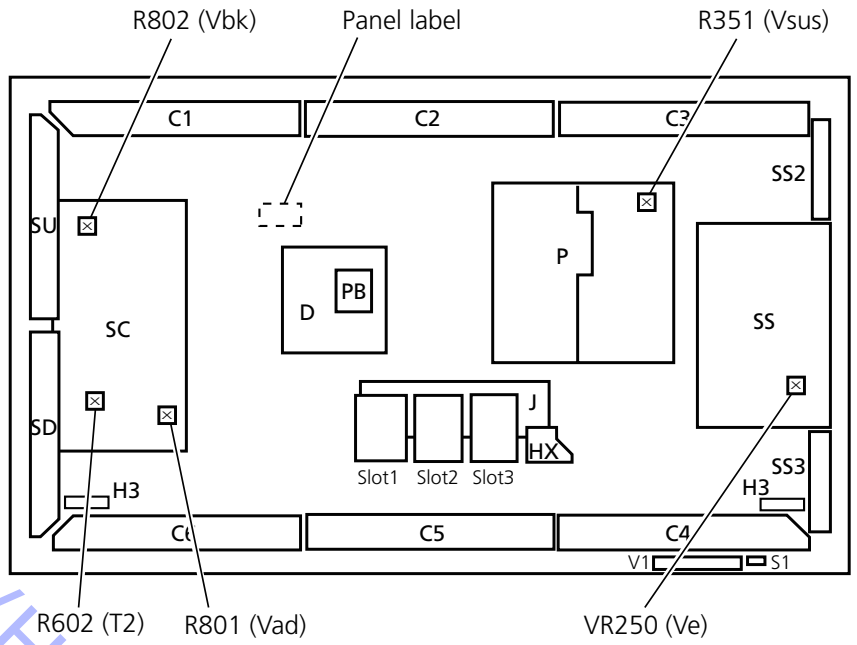 R802 (Vbk) Panel label R351 (Vsus)
C1 C2 C3
SS2
SU
P
PB
D
SC SS
J
SD
HX
Slot1 Slot2 Slot3
SS3
H3 H3
C6 C5 C4
V1 S1
R602 (T2) R801 (Vad) VR250 (Ve)